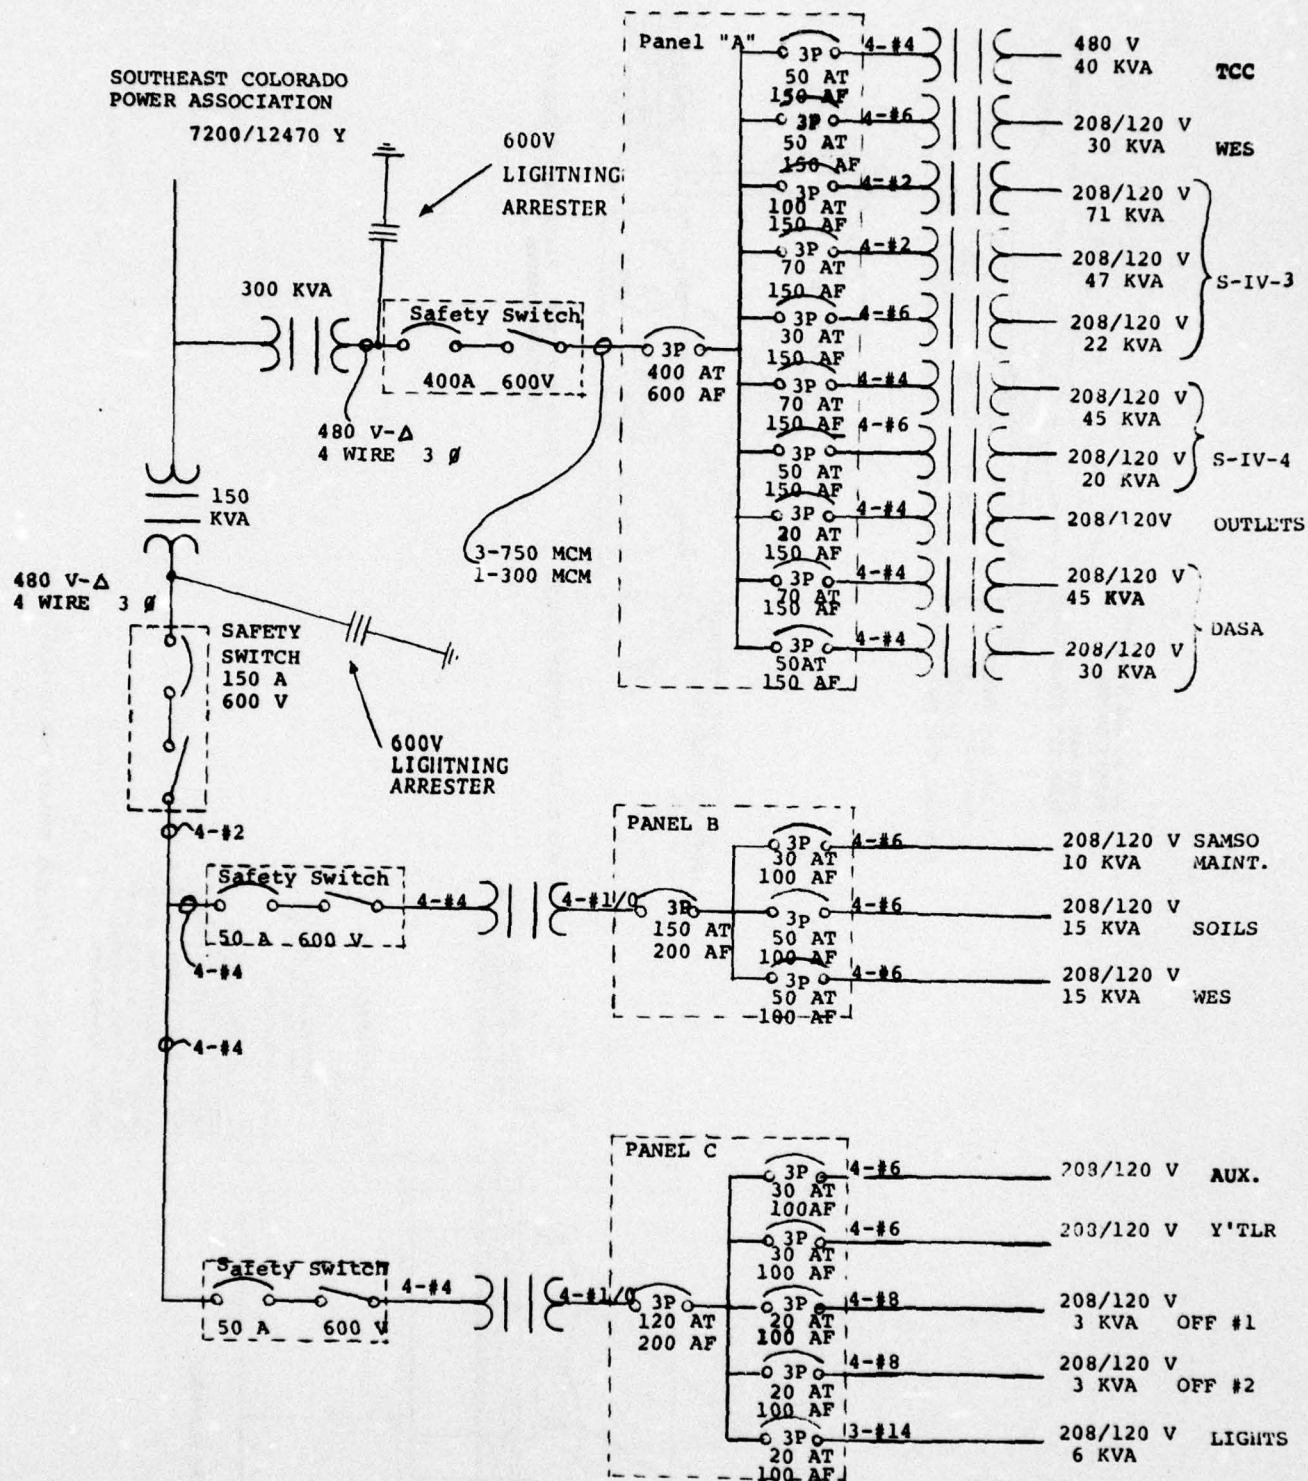 SOUTHEAST COLORADO
POWER ASSOCIATION
7200/12470 Y
600V
LIGHTNING
ARRESTER
300 KVA
Safety Switch
400A 600V
480 V-Δ
4 WIRE 3 Ø
3-750 MCM
1-300 MCM
150
KVA
480 V-Δ
4 WIRE 3 Ø
SAFETY
SWITCH
150 A
600 V
600V
LIGHTNING
ARRESTER
4-#2
Safety Switch
50 A 600 V
4-#4
4-#4
4-#4
4-#1/0
Safety Switch
50 A 600 V
4-#4
4-#1/0
Panel "A"
3P
400 AT
600 AF
3P 4-#4
50 AT
150 AF
480 V
40 KVA TCC
3P 4-#6
50 AT
150 AF
208/120 V
30 KVA WES
3P 4-#2
100 AT
150 AF
208/120 V
71 KVA
3P 4-#2
70 AT
150 AF
208/120 V
47 KVA
S-IV-3
3P 4-#6
30 AT
150 AF
208/120 V
22 KVA
3P 4-#4
70 AT
150 AF
208/120 V
45 KVA
S-IV-4
3P 4-#6
50 AT
150 AF
208/120 V
20 KVA
3P 4-#4
20 AT
150 AF
208/120V OUTLETS
3P 4-#4
70 AT
150 AF
208/120 V
45 KVA
DASA
3P 4-#4
50AT
150 AF
208/120 V
30 KVA
PANEL B
3P
150 AT
200 AF
3P 4-#6
30 AT
100 AF
208/120 V SAMSO
10 KVA MAINT.
3P 4-#6
50 AT
100 AF
208/120 V
15 KVA SOILS
3P 4-#6
50 AT
100 AF
208/120 V
15 KVA WES
PANEL C
3P
120 AT
200 AF
3P 4-#6
30 AT
100AF
208/120 V AUX.
3P 4-#6
30 AT
100 AF
208/120 V Y'TLR
3P 4-#8
20 AT
100 AF
208/120 V
3 KVA OFF #1
3P 4-#8
20 AT
100 AF
208/120 V
3 KVA OFF #2
3P 3-#14
20 AT
100 AF
208/120 V LIGHTS
6 KVA